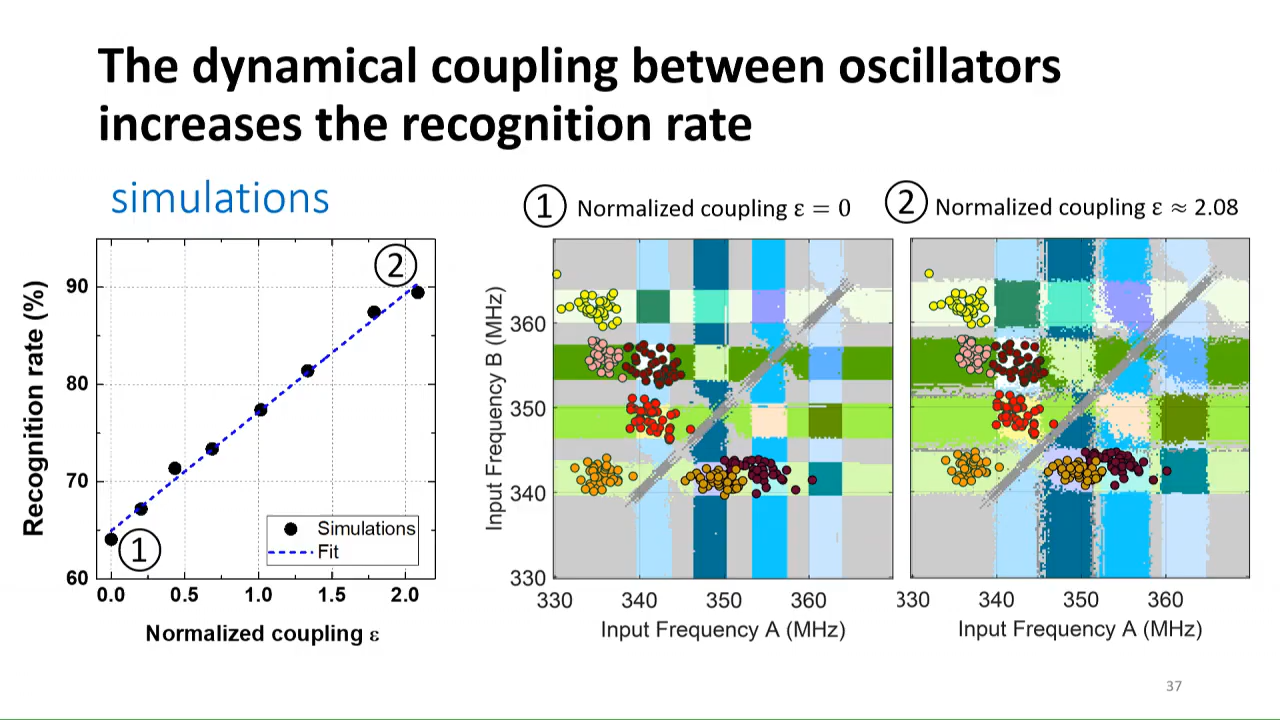 The dynamical coupling between oscillators
increases the recognition rate
simulations
① Normalized coupling ε = 0
② Normalized coupling ε ≈ 2.08
Recognition rate (%)
90
80
70
60
②
①
Simulations
Fit
0.0 0.5 1.0 1.5 2.0
Normalized coupling ε
Input Frequency B (MHz)
360
350
340
330
330 340 350 360
Input Frequency A (MHz)
330 340 350 360
Input Frequency A (MHz)
37